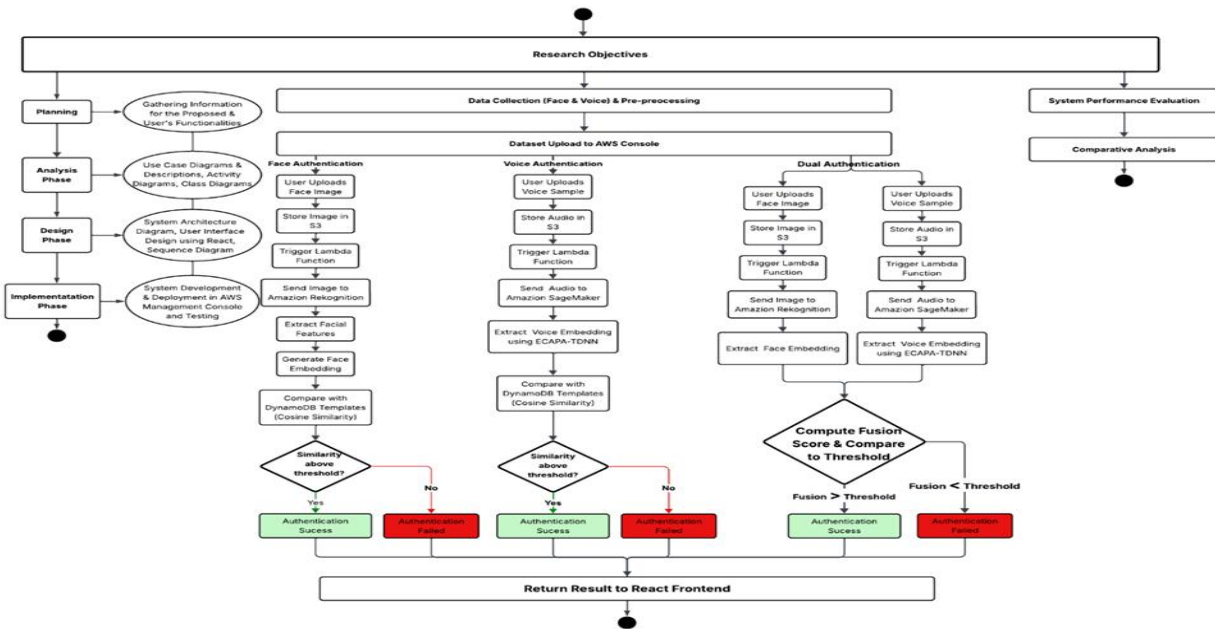 Research Objectives
Planning
Gathering Information
for the Proposed &
User's Functionalities
Analysis
Phase
Use Case Diagrams &
Descriptions, Activity
Diagrams, Class Diagrams
Design
Phase
System Architecture
Diagram, User Interface
Design using React,
Sequence Diagram
Implementatation
Phase
System Development
& Deployment in AWS
Management Console
and Testing
Data Collection (Face & Voice) & Pre-preocessing
Dataset Upload to AWS Console
Face Authentication
User Uploads
Face Image
Store Image in
S3
Trigger Lambda
Function
Send Image to
Amazion Rekognition
Extract Facial
Features
Generate Face
Embedding
Compare with
DynamoDB Templates
(Cosine Similarity)
Similarity
above
threshold?
Yes
No
Authentication
Sucess
Authentication
Failed
Voice Authentication
User Uploads
Voice Sample
Store Audio in
S3
Trigger Lambda
Function
Send Audio to
Amazon SageMaker
Extract Voice Embedding
using ECAPA-TDNN
Compare with
DynamoDB Templates
(Cosine Similarity)
Similarity
above
threshold?
Yes
No
Authentication
Sucess
Authentication
Failed
Dual Authentication
User Uploads
Face Image
Store Image in
S3
Trigger Lambda
Function
Send Image to
Amazion Rekognition
Extract Face Embedding
User Uploads
Voice Sample
Store Audio in
S3
Trigger Lambda
Function
Send Audio to
Amazon SageMaker
Extract Voice Embedding
using ECAPA-TDNN
Compute Fusion
Score & Compare
to Threshold
Fusion > Threshold
Fusion < Threshold
Authentication
Sucess
Authentication
Failed
Return Result to React Frontend
System Performance Evaluation
Comparative Analysis